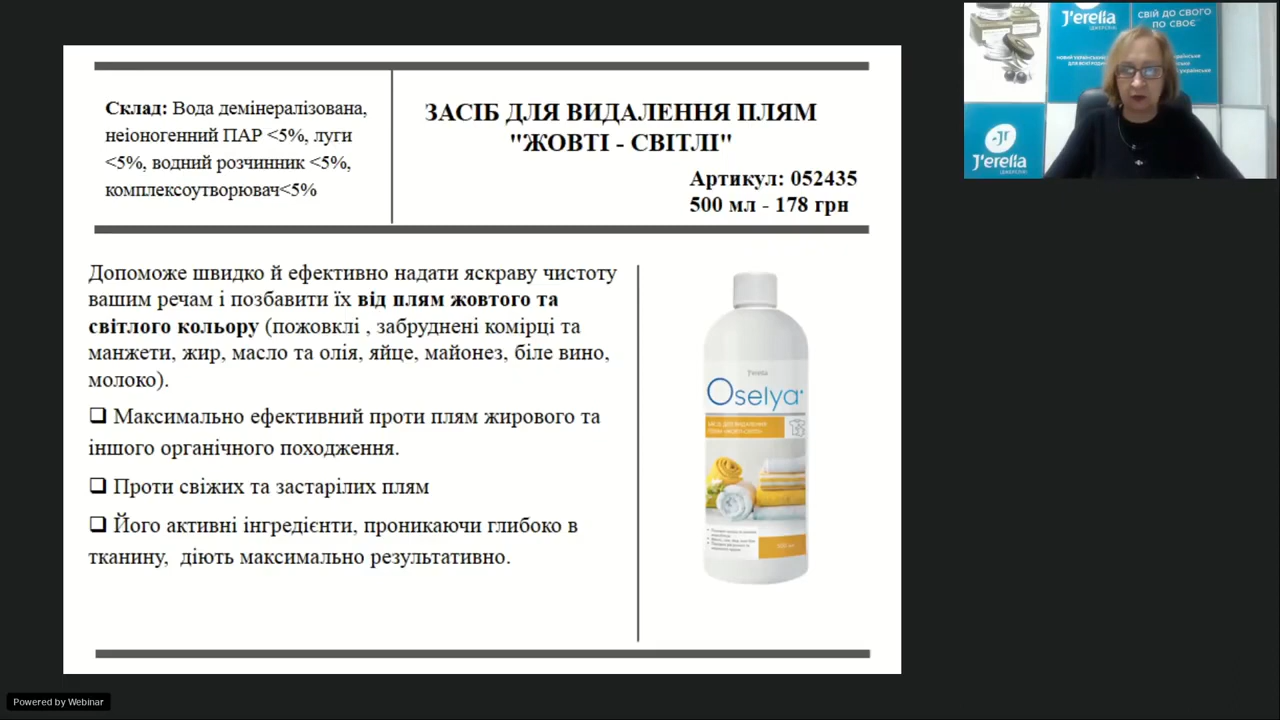 Склад: Вода демінералізована,
неіоногенний ПАР <5%, луги
<5%, водний розчинник <5%,
комплексоутворювач<5%
ЗАСІБ ДЛЯ ВИДАЛЕННЯ ПЛЯМ
"ЖОВТІ - СВІТЛІ"
Артикул: 052435
500 мл - 178 грн
Допоможе швидко й ефективно надати яскраву чистоту
вашим речам і позбавити їх від плям жовтого та
світлого кольору (пожовклі , забруднені комірці та
манжети, жир, масло та олія, яйце, майонез, біле вино,
молоко).
❑ Максимально ефективний проти плям жирового та
іншого органічного походження.
❑ Проти свіжих та застарілих плям
❑ Його активні інгредієнти, проникаючи глибоко в
тканину, діють максимально результативно.
J'erelia
Oselya
500 мл
J'erelia
ЦЖЕРЕЛІЯ
СВІЙ ДО СВОГО
ПО СВОЄ
J'erelia
Powered by Webinar